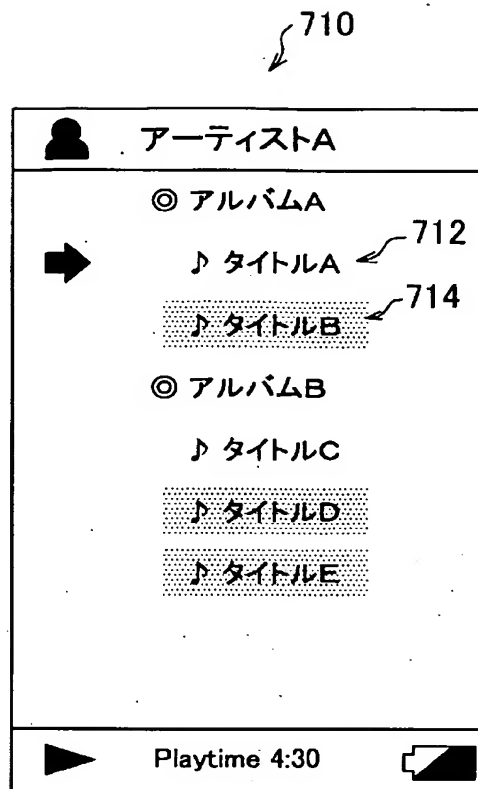 710
アーティストA
◎ アルバムA
♪ タイトルA
712
♪ タイトルB
714
◎ アルバムB
♪ タイトルC
♪ タイトルD
♪ タイトルE
Playtime 4:30